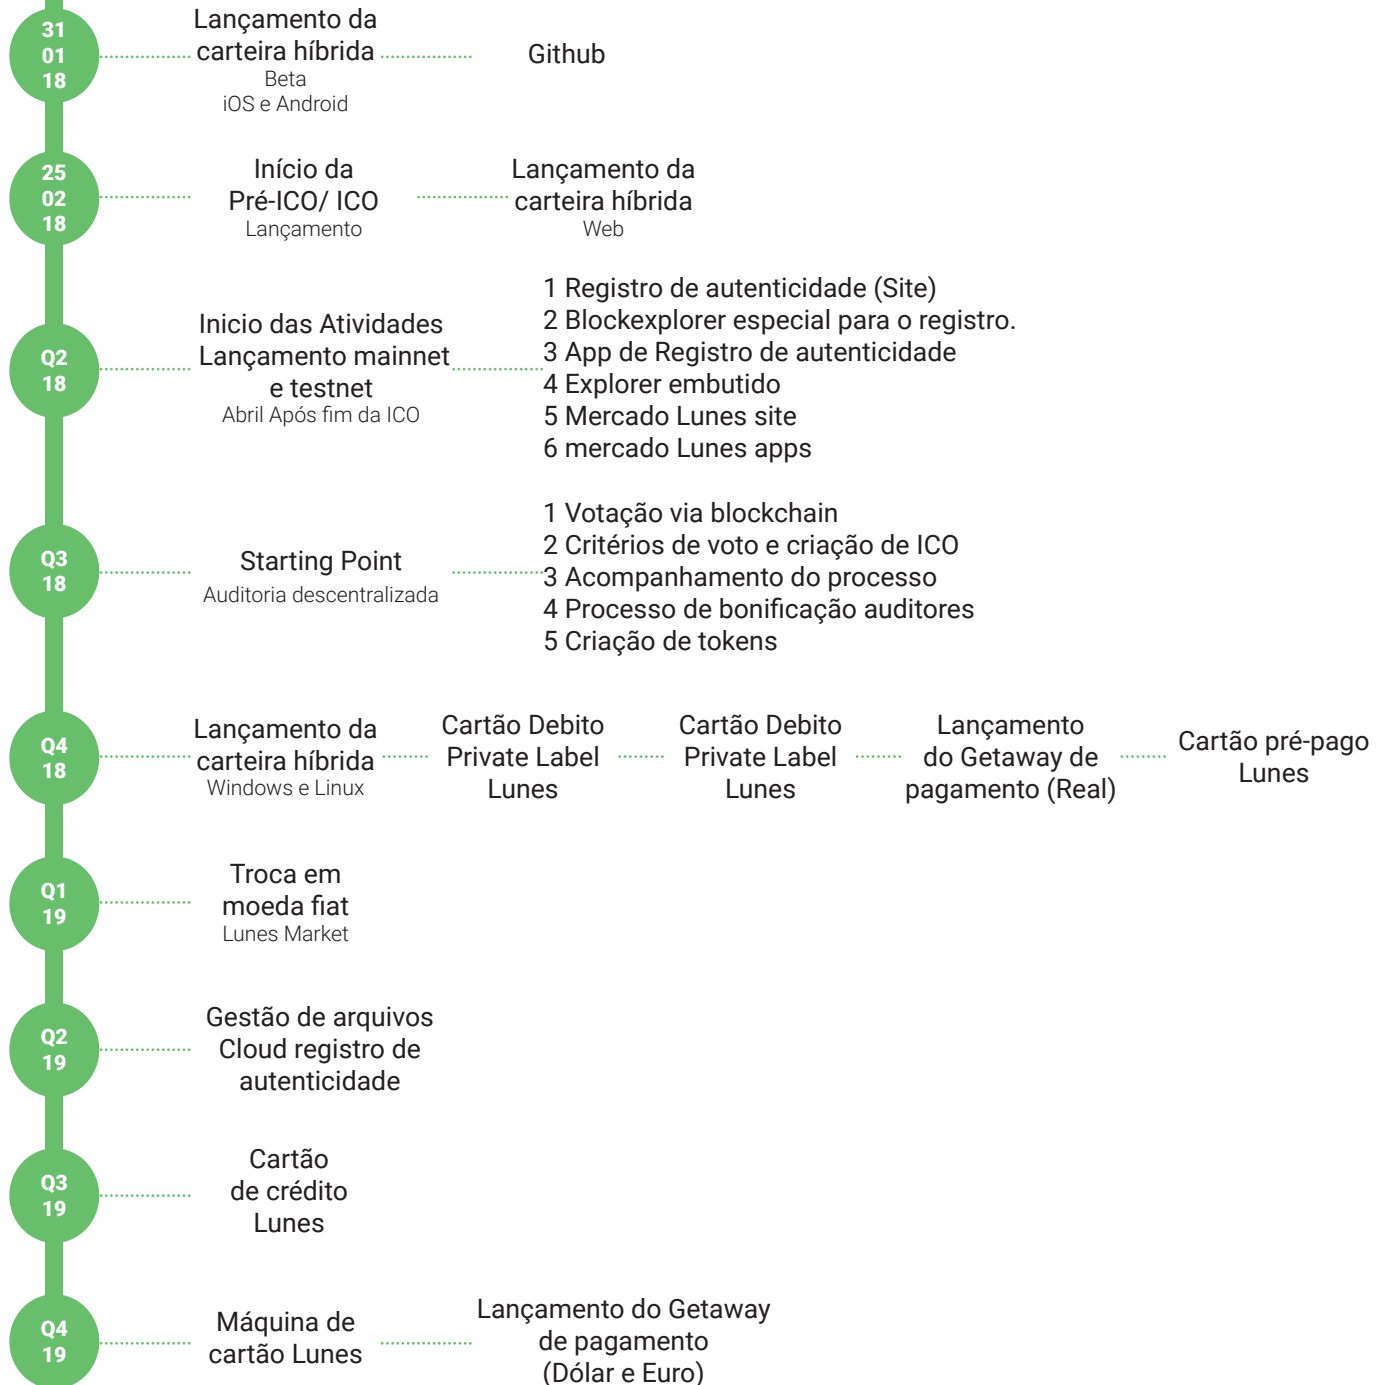 31
01
18
Lançamento da
carteira híbrida
Beta
iOS e Android
Github
25
02
18
Início da
Pré-ICO/ ICO
Lançamento
Lançamento da
carteira híbrida
Web
Q2
18
Inicio das Atividades
Lançamento mainnet
e testnet
Abril Após fim da ICO
1 Registro de autenticidade (Site)
2 Blockexplorer especial para o registro.
3 App de Registro de autenticidade
4 Explorer embutido
5 Mercado Lunes site
6 mercado Lunes apps
Q3
18
Starting Point
Auditoria descentralizada
1 Votação via blockchain
2 Critérios de voto e criação de ICO
3 Acompanhamento do processo
4 Processo de bonificação auditores
5 Criação de tokens
Q4
18
Lançamento da
carteira híbrida
Windows e Linux
Cartão Debito
Private Label
Lunes
Cartão Debito
Private Label
Lunes
Lançamento
do Getaway de
pagamento (Real)
Cartão pré-pago
Lunes
Q1
19
Troca em
moeda fiat
Lunes Market
Q2
19
Gestão de arquivos
Cloud registro de
autenticidade
Q3
19
Cartão
de crédito
Lunes
Q4
19
Máquina de
cartão Lunes
Lançamento do Getaway
de pagamento
(Dólar e Euro)